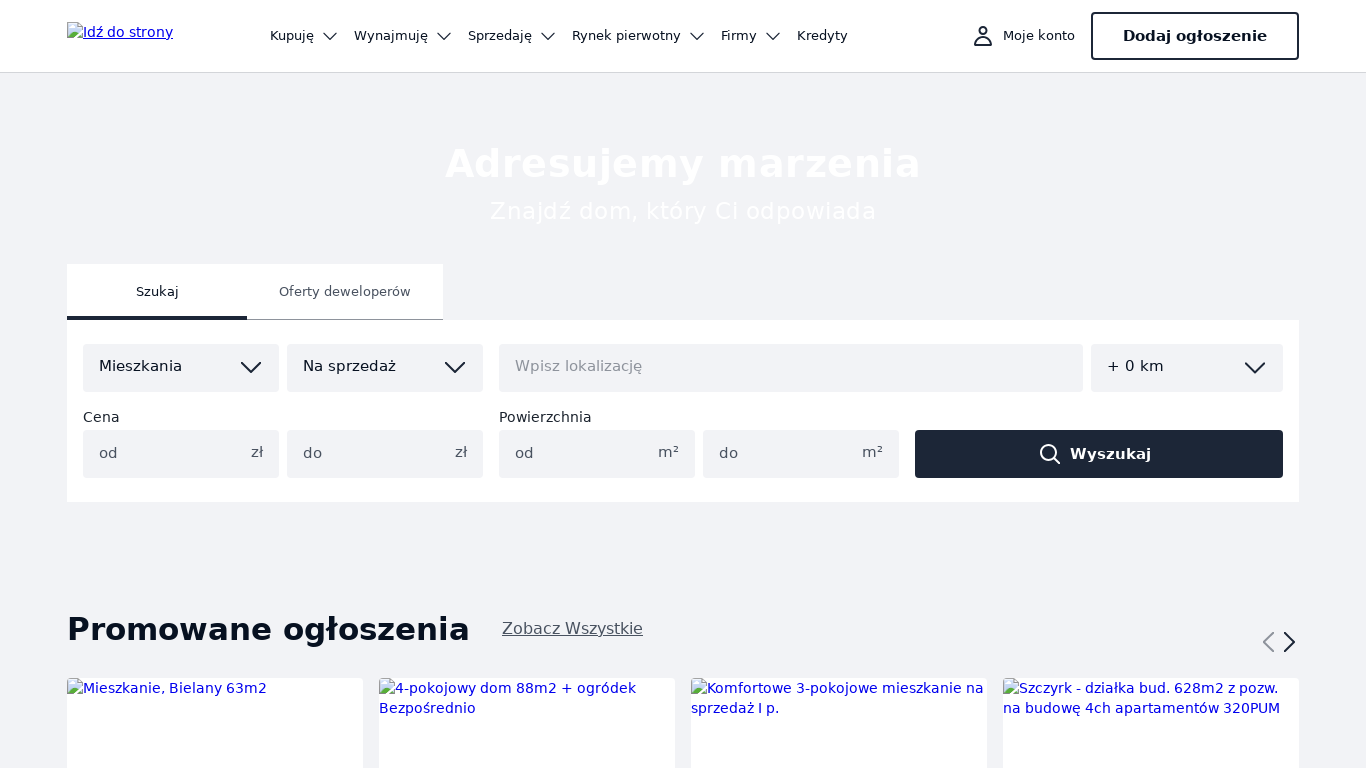 Idź do strony
Kupuję
Wynajmuję
Sprzedaję
Rynek pierwotny
Firmy
Kredyty
Moje konto
Dodaj ogłoszenie
Adresujemy marzenia
Znajdź dom, który Ci odpowiada
Szukaj
Oferty deweloperów
Mieszkania
Na sprzedaż
Wpisz lokalizację
+ 0 km
Cena
od zł
do zł
Powierzchnia
od m²
do m²
Wyszukaj
Promowane ogłoszenia
Zobacz Wszystkie
Mieszkanie, Bielany 63m2
4-pokojowy dom 88m2 + ogródek
Bezpośrednio
Komfortowe 3-pokojowe mieszkanie na
sprzedaż I p.
Szczyrk - działka bud. 628m2 z pozw.
na budowę 4ch apartamentów 320PUM